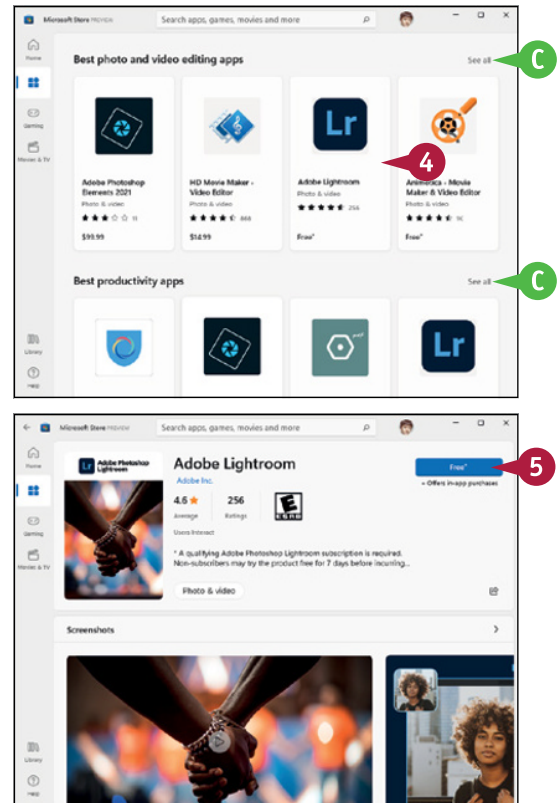 Microsoft Store PREVIEW
Search apps, games, movies and more
Home
Gaming
Movies & TV
Library
Help
Best photo and video editing apps
See all
C
Adobe Photoshop
Elements 2021
Photo & video
11
$99.99
HD Movie Maker -
Video Editor
Photo & video
888
$14.99
Lr
Adobe Lightroom
Photo & video
256
Free+
4
Animotica - Movie
Maker & Video Editor
Photo & video
Free+
Best productivity apps
See all
C
Lr
Microsoft Store PREVIEW
Search apps, games, movies and more
Home
Gaming
Movies & TV
Library
Help
Lr Adobe Photoshop
Lightroom
Adobe Lightroom
Adobe Inc.
4.6
256
Average
Ratings
E
ESRB
Users Interact
* A qualifying Adobe Photoshop Lightroom subscription is required.
Non-subscribers may try the product free for 7 days before incurring...
Photo & video
Free+
+ Offers in-app purchases
5
Screenshots